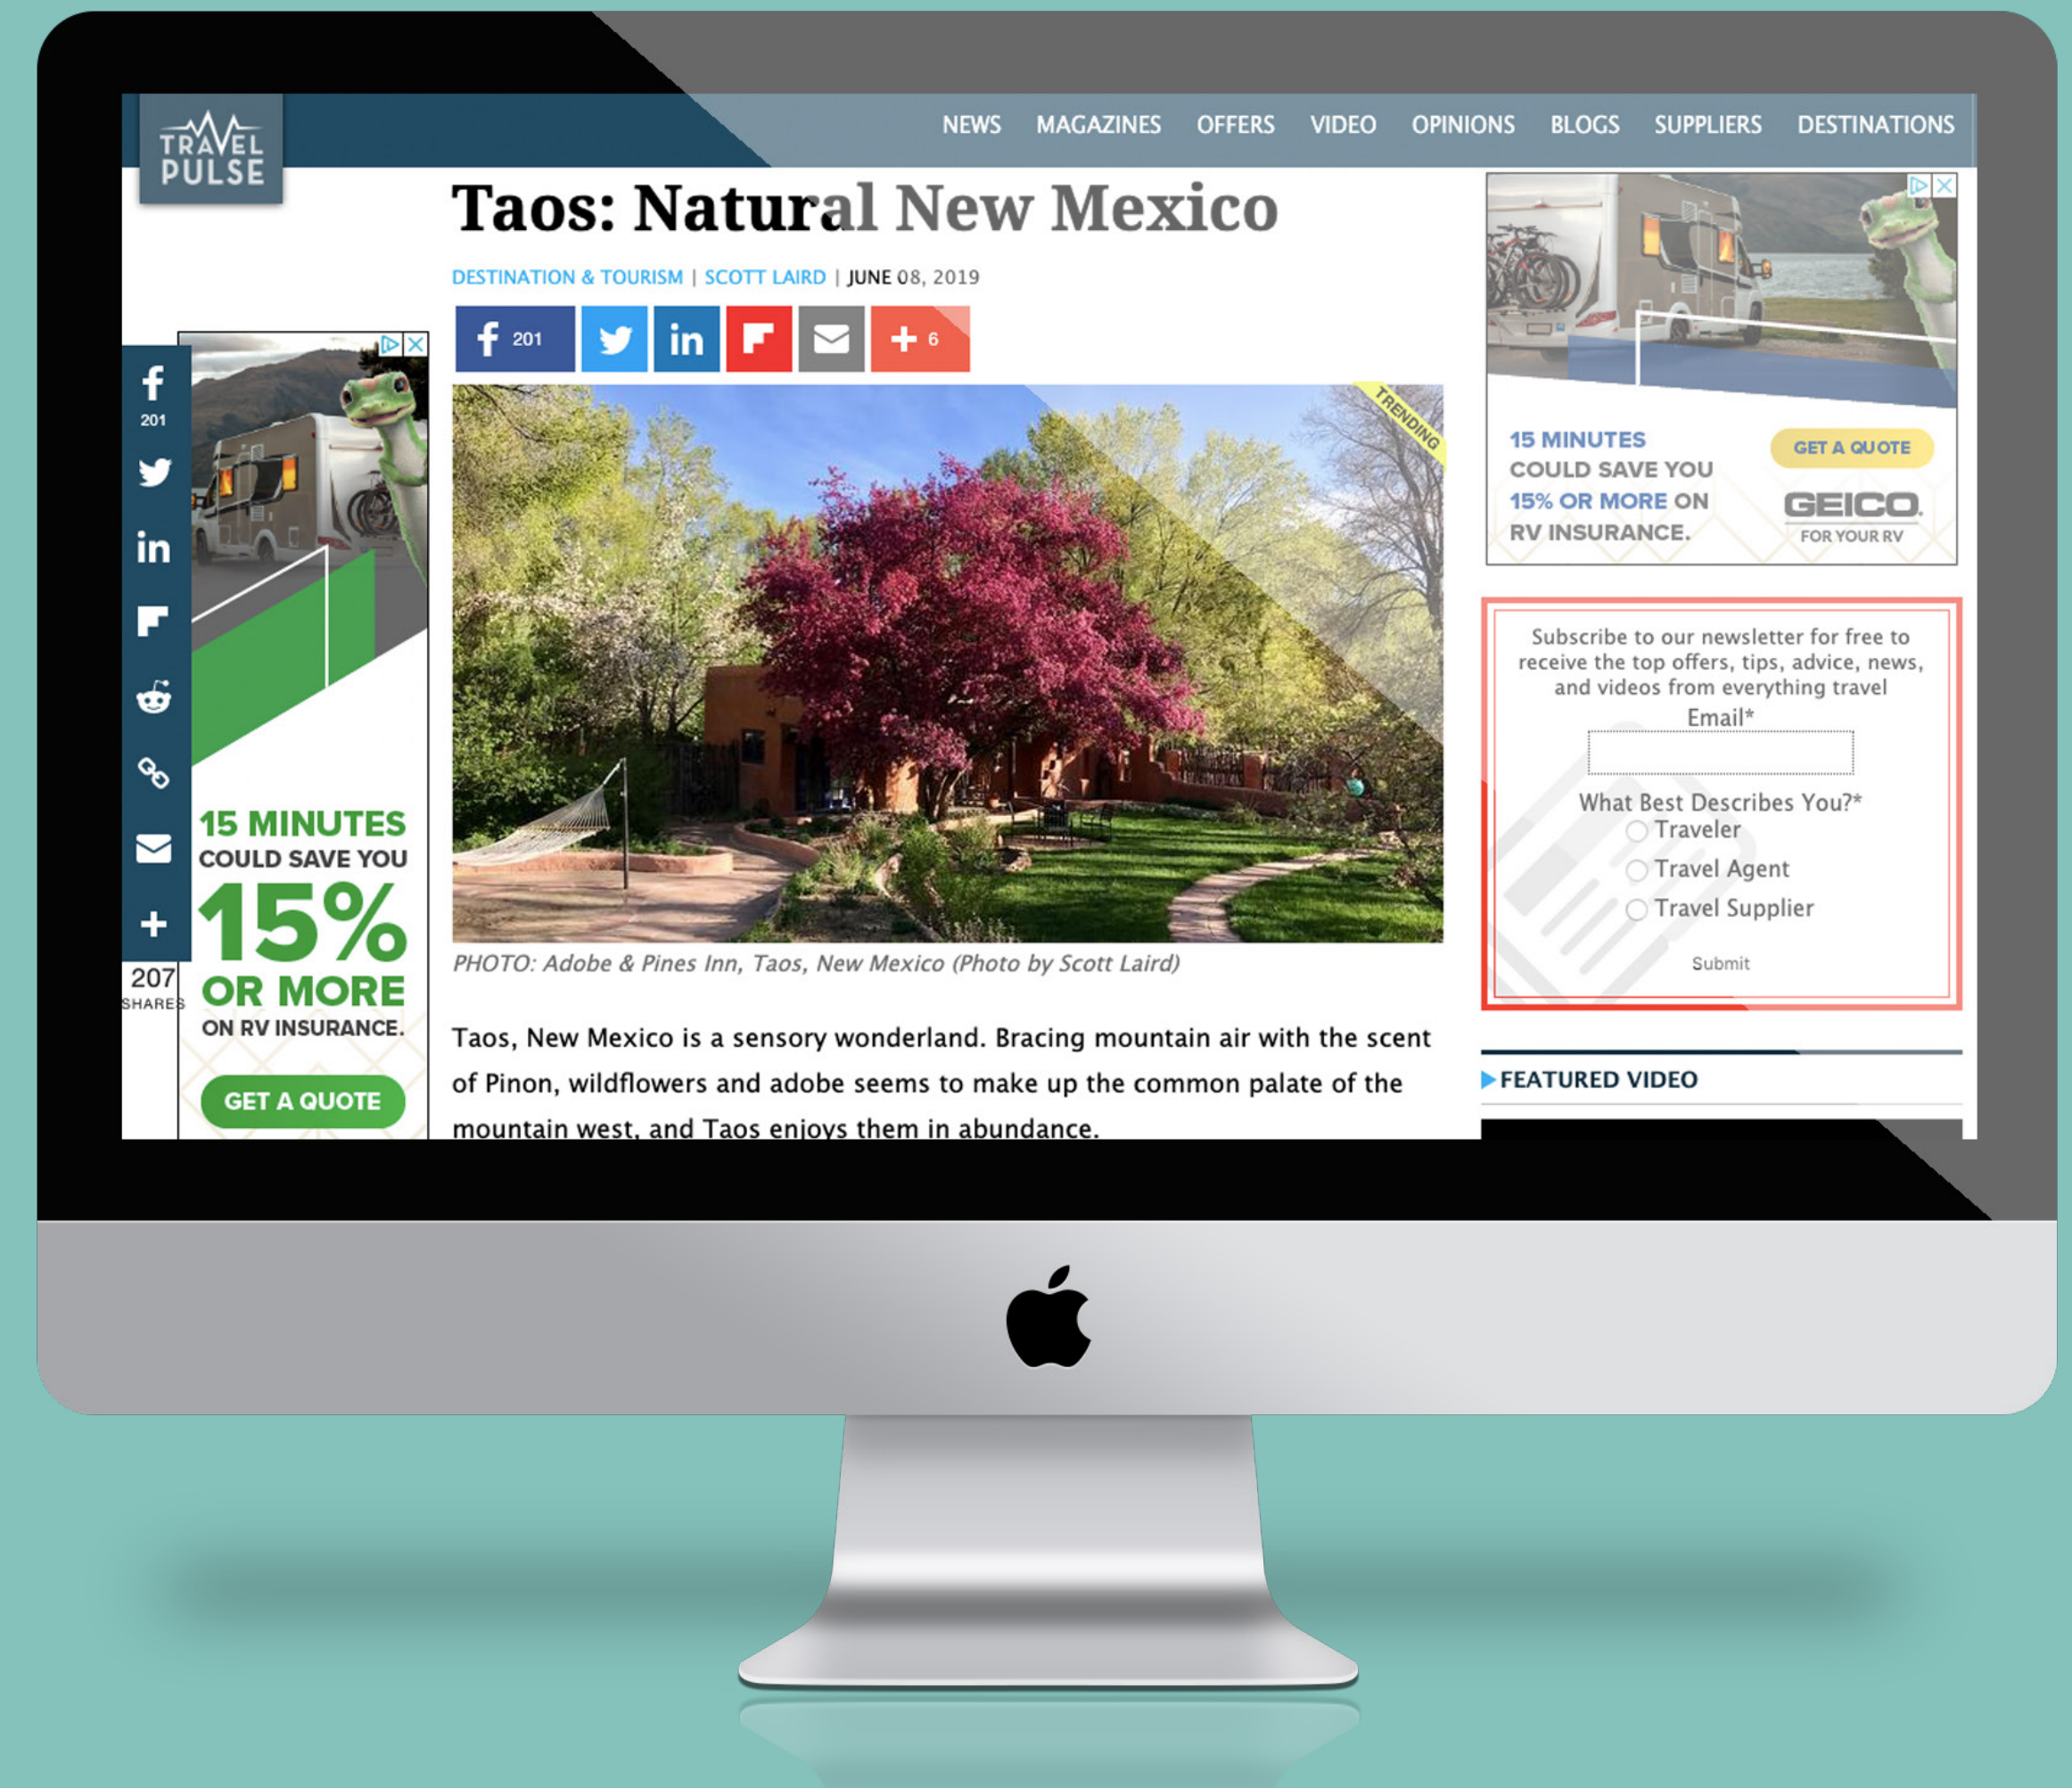 TRAVEL
PULSE
NEWS MAGAZINES OFFERS VIDEO OPINIONS BLOGS SUPPLIERS DESTINATIONS
Taos: Natural New Mexico
DESTINATION & TOURISM | SCOTT LAIRD | JUNE 08, 2019
f 201 in + 6
TRENDING
PHOTO: Adobe & Pines Inn, Taos, New Mexico (Photo by Scott Laird)
Taos, New Mexico is a sensory wonderland. Bracing mountain air with the scent
of Pinon, wildflowers and adobe seems to make up the common palate of the
mountain west, and Taos enjoys them in abundance.
f
201
in
+
207
SHARES
15 MINUTES
COULD SAVE YOU
15%
OR MORE
ON RV INSURANCE.
GET A QUOTE
15 MINUTES
COULD SAVE YOU
15% OR MORE ON
RV INSURANCE.
GET A QUOTE
GEICO.
FOR YOUR RV
Subscribe to our newsletter for free to
receive the top offers, tips, advice, news,
and videos from everything travel
Email*
What Best Describes You?*
Traveler
Travel Agent
Travel Supplier
Submit
FEATURED VIDEO